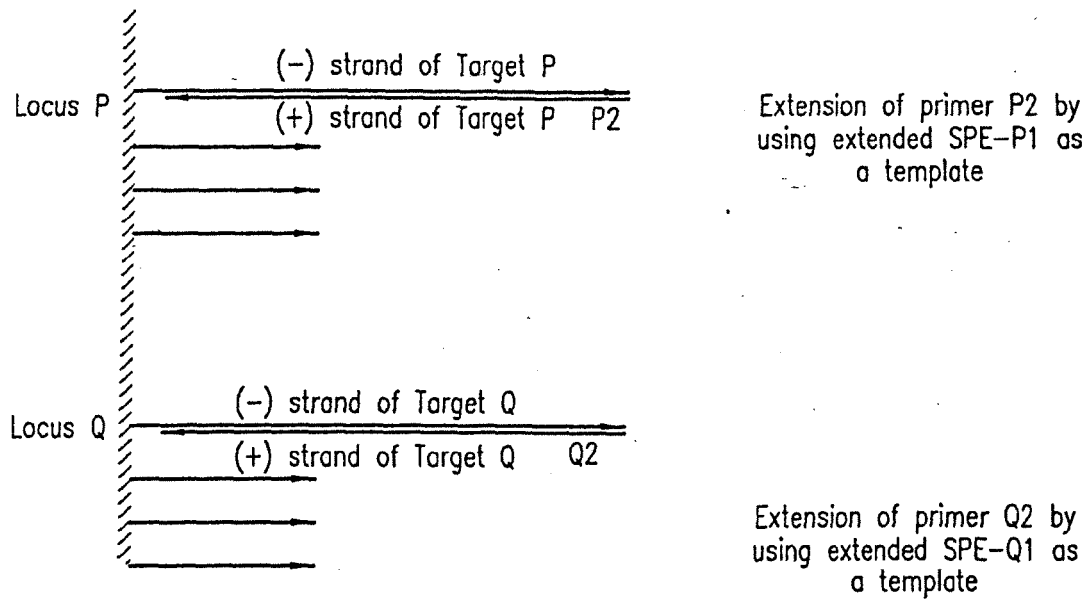 (-) strand of Target P
Locus P
(+) strand of Target P P2
Extension of primer P2 by
using extended SPE-P1 as
a template
(-) strand of Target Q
Locus Q
(+) strand of Target Q Q2
Extension of primer Q2 by
using extended SPE-Q1 as
a template